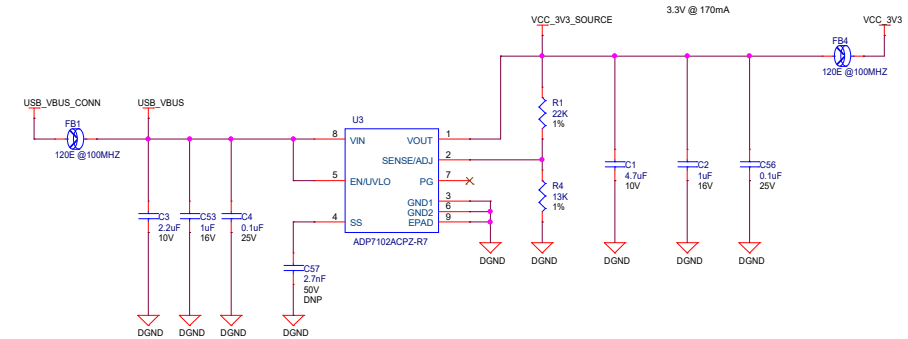 3.3V @ 170mA
VCC_3V3_SOURCE
VCC_3V3
FB4
120E @100MHZ
USB_VBUS_CONN
USB_VBUS
FB1
120E @100MHZ
U3
8
VIN
VOUT
1
SENSE/ADJ
2
5
EN/UVLO
PG
7
GND1
3
GND2
6
4
SS
EPAD
9
ADP7102ACPZ-R7
R1
22K
1%
R4
13K
1%
C1
4.7uF
10V
C2
1uF
16V
C56
0.1uF
25V
C3
2.2uF
10V
C53
1uF
16V
C4
0.1uF
25V
C57
2.7nF
50V
DNP
DGND
DGND
DGND
DGND
DGND
DGND
DGND
DGND
DGND